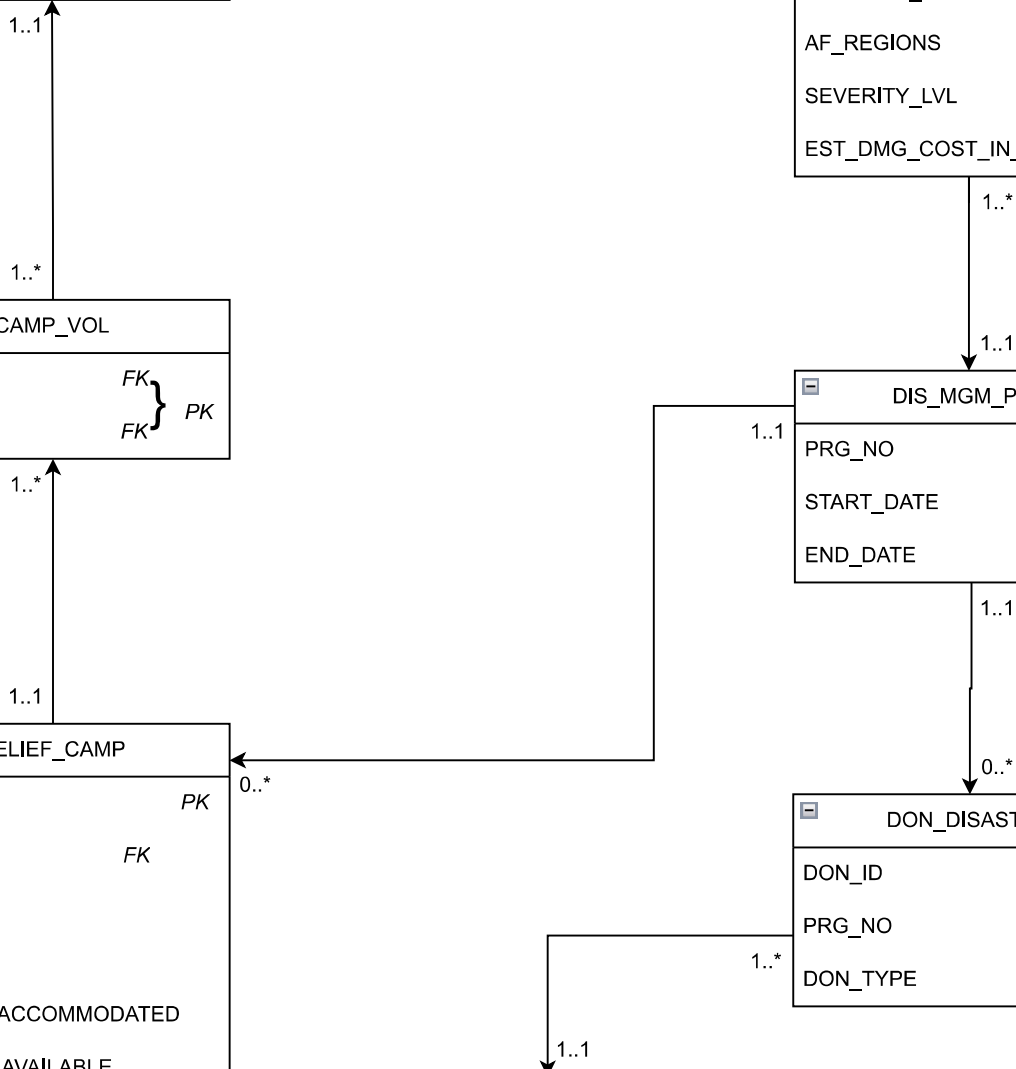 1..1
AF_REGIONS
SEVERITY_LVL
EST_DMG_COST_IN_
1..*
1..*
1..1
CAMP_VOL
FK
FK
} PK
DIS_MGM_P
1..1
PRG_NO
START_DATE
END_DATE
1..*
1..1
1..1
ELIEF_CAMP
0..*
0..*
PK
FK
DON_DISAST
DON_ID
PRG_NO
DON_TYPE
1..*
ACCOMMODATED
1..1
AVAILABLE